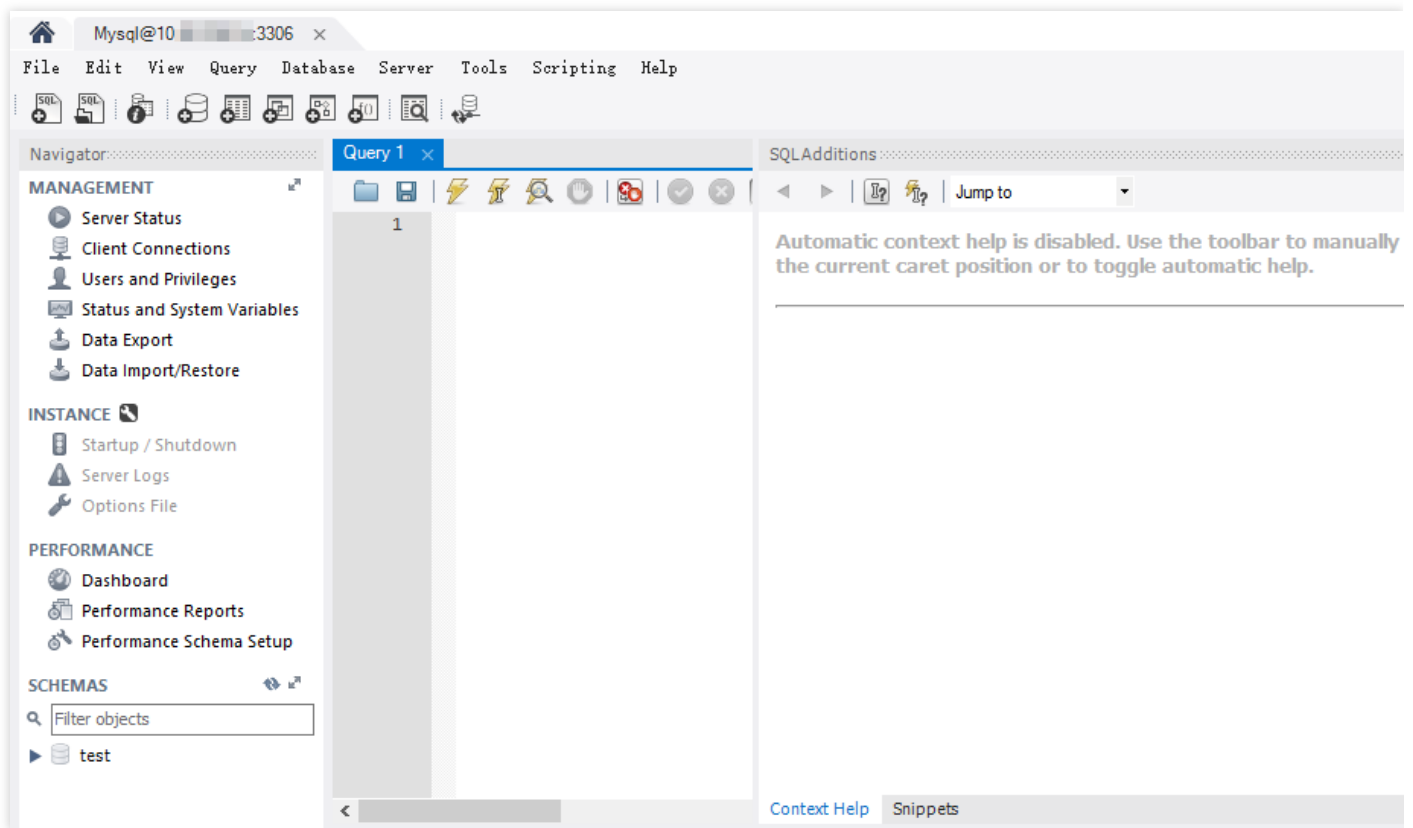 Mysql@10 :3306
File Edit View Query Database Server Tools Scripting Help
Navigator
MANAGEMENT
Server Status
Client Connections
Users and Privileges
Status and System Variables
Data Export
Data Import/Restore
INSTANCE
Startup / Shutdown
Server Logs
Options File
PERFORMANCE
Dashboard
Performance Reports
Performance Schema Setup
SCHEMAS
Filter objects
test
Query 1
1
SQLAdditions
Jump to
Automatic context help is disabled. Use the toolbar to manually
the current caret position or to toggle automatic help.
Context Help Snippets